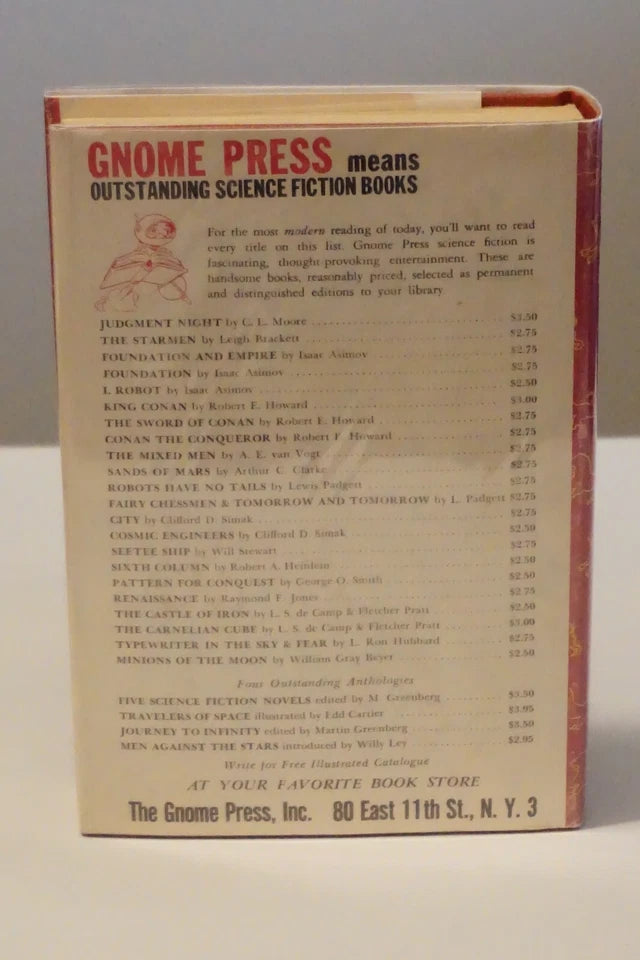 GNOME PRESS means
OUTSTANDING SCIENCE FICTION BOOKS
For the most modern reading of today, you'll want to read
every title on this list. Gnome Press science fiction is
fascinating, thought-provoking entertainment. These are
handsome books, reasonably priced, selected as permanent
and distinguished editions to your library.
JUDGMENT NIGHT by C. L. Moore $3.50
THE STARMEN by Leigh Brackett $2.75
FOUNDATION AND EMPIRE by Isaac Asimov $2.75
FOUNDATION by Isaac Asimov $2.75
I, ROBOT by Isaac Asimov $2.50
KING CONAN by Robert E. Howard $3.00
THE SWORD OF CONAN by Robert E. Howard $2.75
CONAN THE CONQUEROR by Robert E. Howard $2.75
THE MIXED MEN by A. E. van Vogt $2.75
SANDS OF MARS by Arthur C. Clarke $2.75
ROBOTS HAVE NO TAILS by Lewis Padgett $2.75
FAIRY CHESSMEN & TOMORROW AND TOMORROW by L. Padgett $2.75
CITY by Clifford D. Simak $2.75
COSMIC ENGINEERS by Clifford D. Simak $2.50
SEETEE SHIP by Will Stewart $2.75
SIXTH COLUMN by Robert A. Heinlein $2.50
PATTERN FOR CONQUEST by George O. Smith $2.50
RENAISSANCE by Raymond F. Jones $2.75
THE CASTLE OF IRON by L. S. de Camp & Fletcher Pratt $2.50
THE CARNELIAN CUBE by L. S. de Camp & Fletcher Pratt $3.00
TYPEWRITER IN THE SKY & FEAR by L. Ron Hubbard $2.75
MINIONS OF THE MOON by William Gray Beyer $2.50
Four Outstanding Anthologies
FIVE SCIENCE FICTION NOVELS edited by M. Greenberg $3.50
TRAVELERS OF SPACE illustrated by Edd Cartier $3.95
JOURNEY TO INFINITY edited by Martin Greenberg $3.50
MEN AGAINST THE STARS introduced by Willy Ley $2.95
Write for Free Illustrated Catalogue
AT YOUR FAVORITE BOOK STORE
The Gnome Press, Inc. 80 East 11th St., N. Y. 3